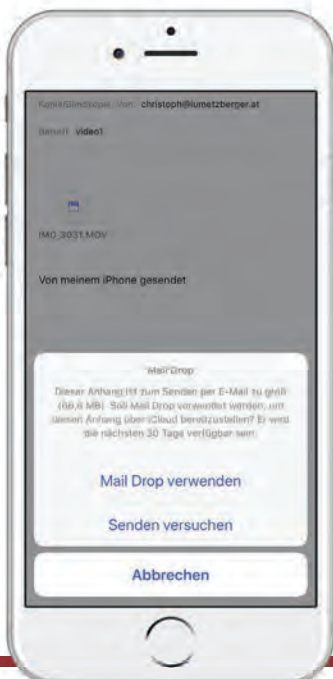 Kopie/Blindkopie, Von: christoph@lumetzberger.at
Betreff: video1
IMG_3031.MOV
Von meinem iPhone gesendet
Mail Drop
Dieser Anhang ist zum Senden per E-Mail zu groß
(66,6 MB). Soll Mail Drop verwendet werden, um
diesen Anhang über iCloud bereitzustellen? Er wird
die nächsten 30 Tage verfügbar sein.
Mail Drop verwenden
Senden versuchen
Abbrechen